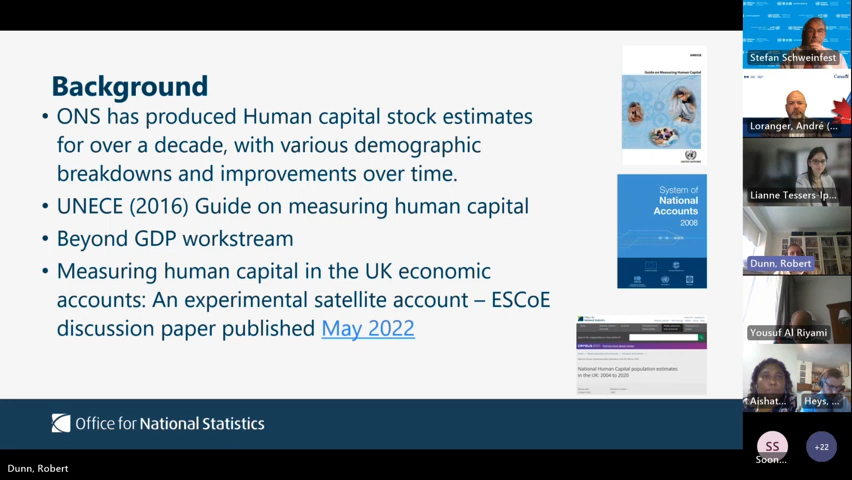 Background
• ONS has produced Human capital stock estimates
for over a decade, with various demographic
breakdowns and improvements over time.
• UNECE (2016) Guide on measuring human capital
• Beyond GDP workstream
• Measuring human capital in the UK economic
accounts: An experimental satellite account – ESCoE
discussion paper published May 2022
UNECE
Guide on Measuring Human Capital
UNITED NATIONS
System of
National
Accounts
2008
National Human Capital population estimates
in the UK: 2004 to 2020
Office for National Statistics
Stefan Schweinfest
Canada
Loranger, André (...
Lianne Tessers-Ip...
Dunn, Robert
Yousuf Al Riyami
Aishat...
Heys, ...
SS
Soon...
+22
Dunn, Robert